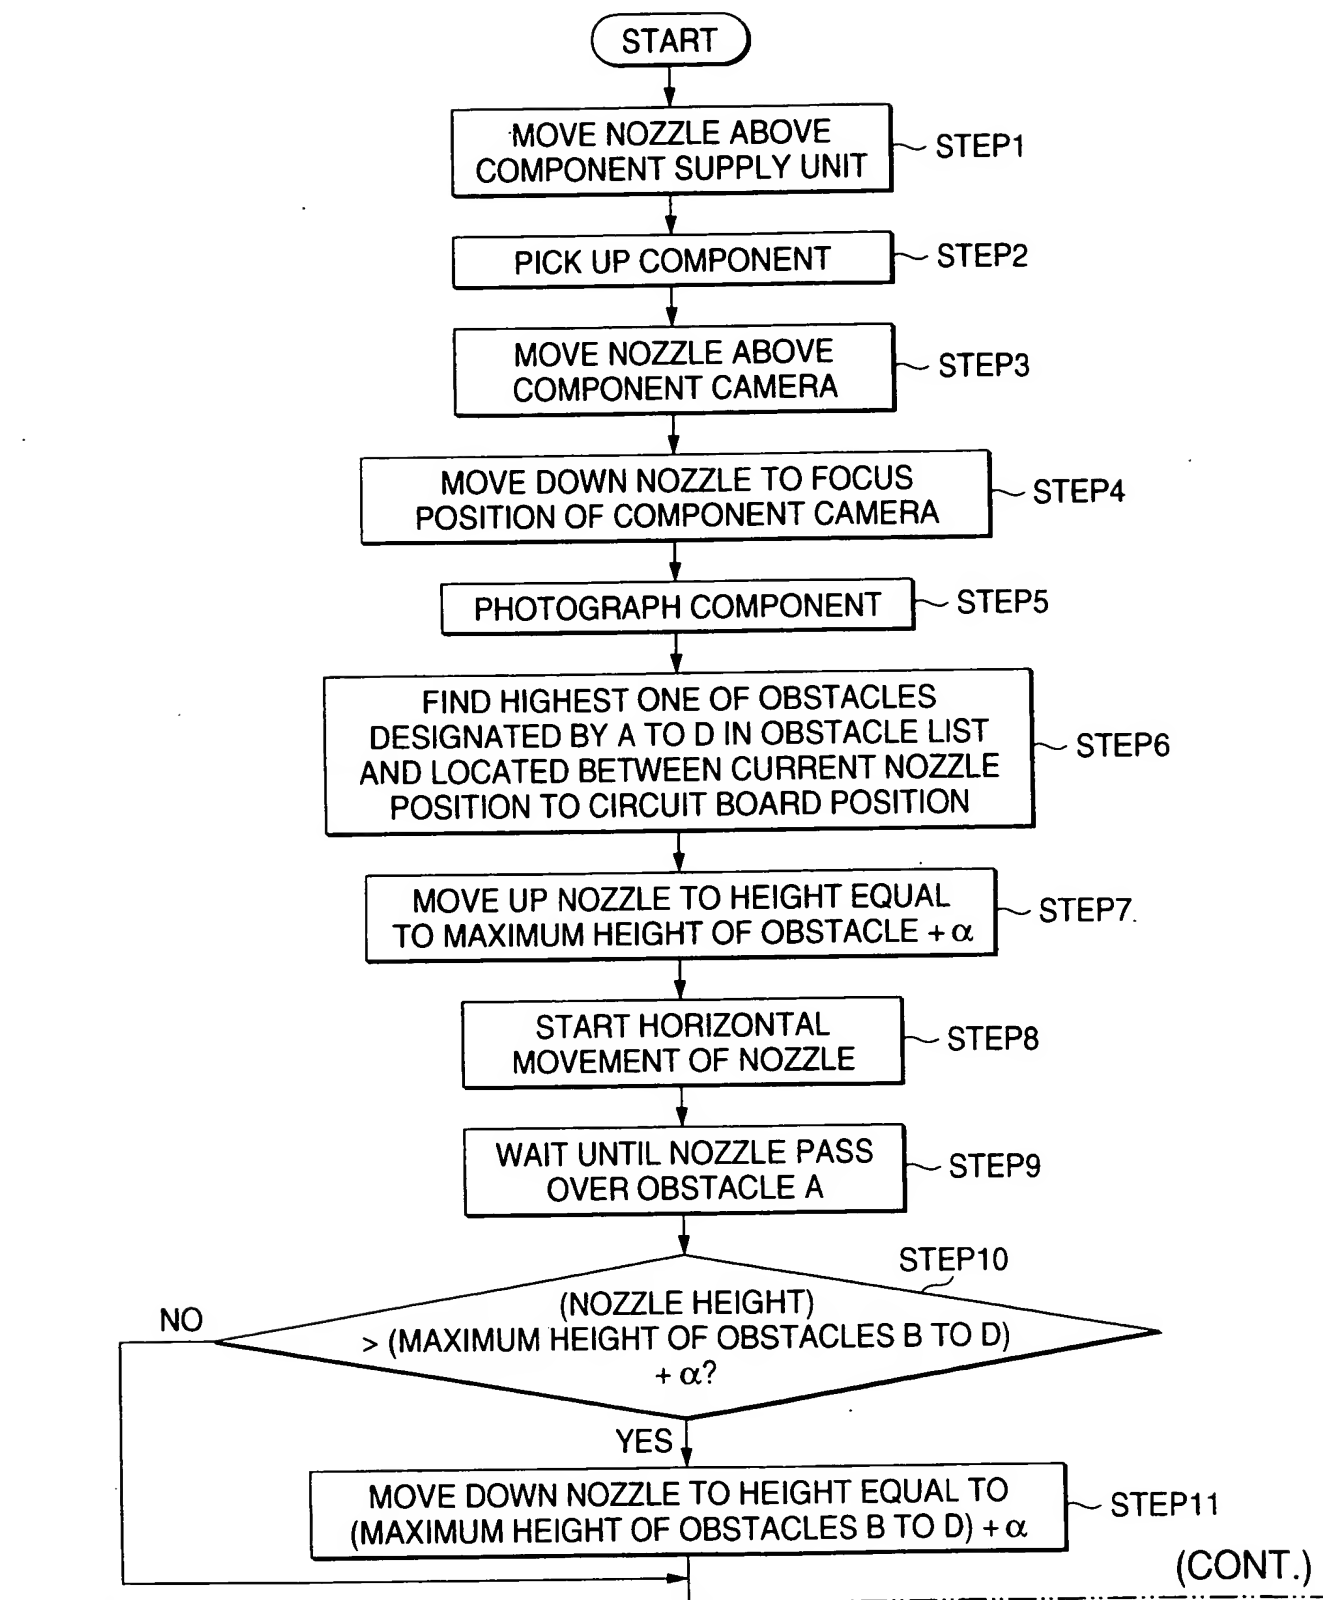 START
MOVE NOZZLE ABOVE
COMPONENT SUPPLY UNIT
STEP1
PICK UP COMPONENT
STEP2
MOVE NOZZLE ABOVE
COMPONENT CAMERA
STEP3
MOVE DOWN NOZZLE TO FOCUS
POSITION OF COMPONENT CAMERA
STEP4
PHOTOGRAPH COMPONENT
STEP5
FIND HIGHEST ONE OF OBSTACLES
DESIGNATED BY A TO D IN OBSTACLE LIST
AND LOCATED BETWEEN CURRENT NOZZLE
POSITION TO CIRCUIT BOARD POSITION
STEP6
MOVE UP NOZZLE TO HEIGHT EQUAL
TO MAXIMUM HEIGHT OF OBSTACLE + α
STEP7
START HORIZONTAL
MOVEMENT OF NOZZLE
STEP8
WAIT UNTIL NOZZLE PASS
OVER OBSTACLE A
STEP9
STEP10
(NOZZLE HEIGHT)
> (MAXIMUM HEIGHT OF OBSTACLES B TO D)
+ α?
NO
YES
MOVE DOWN NOZZLE TO HEIGHT EQUAL TO
(MAXIMUM HEIGHT OF OBSTACLES B TO D) + α
STEP11
(CONT.)